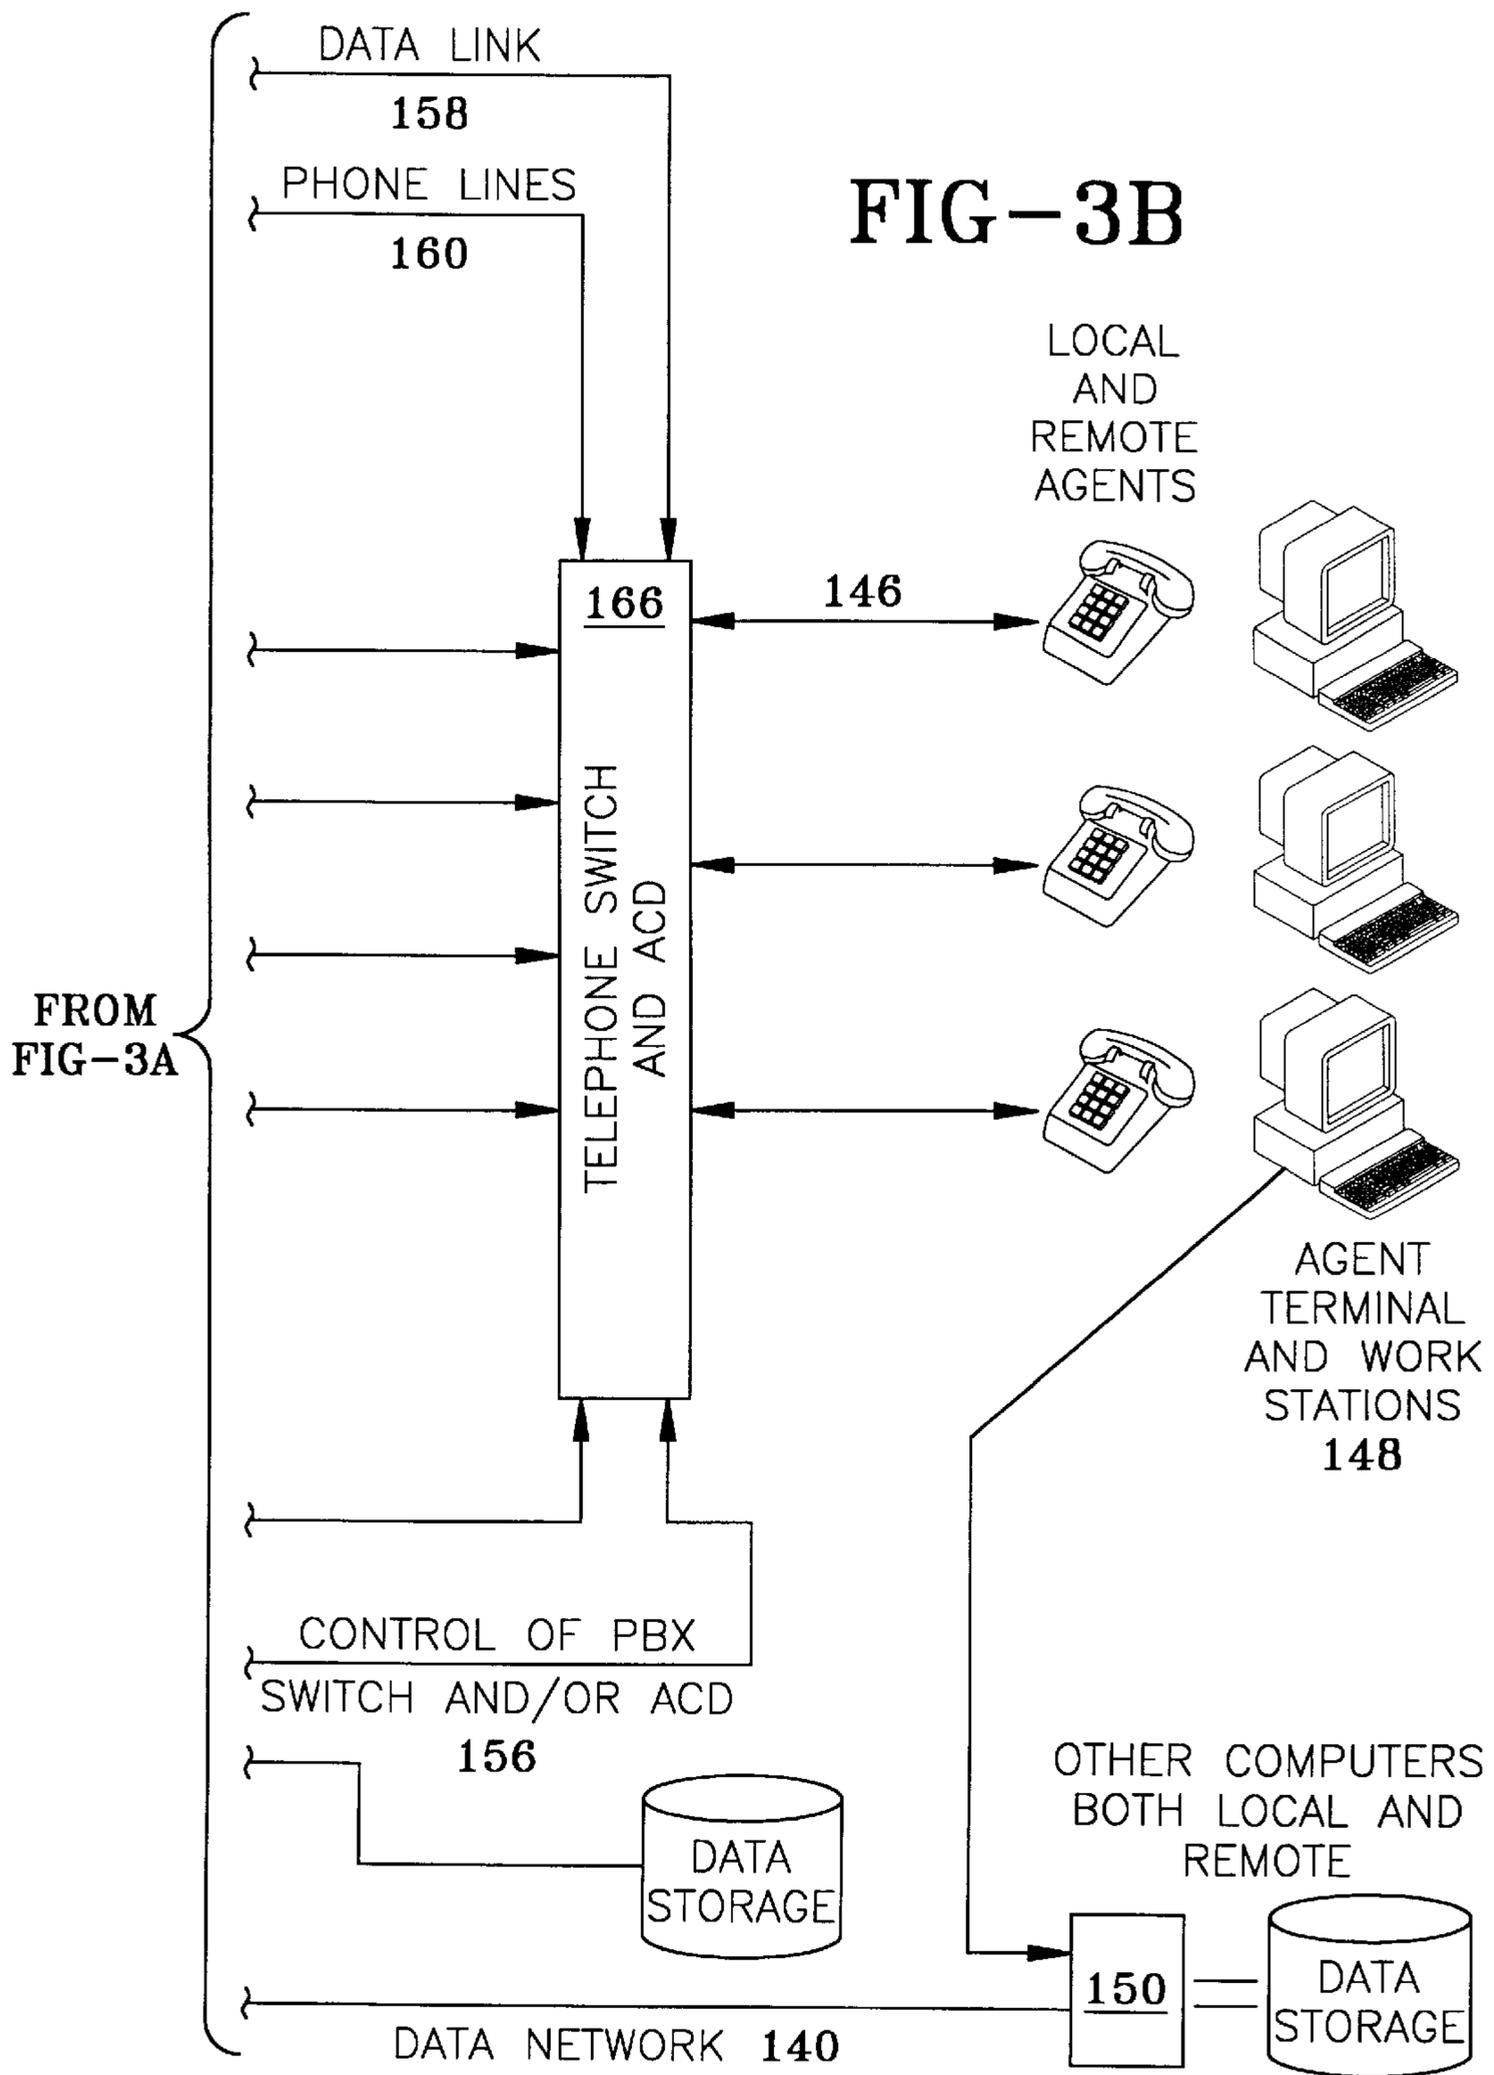 DATA LINK
158
PHONE LINES
160
FIG-3B
LOCAL
AND
REMOTE
AGENTS
166
146
TELEPHONE SWITCH
AND ACD
FROM
FIG-3A
AGENT
TERMINAL
AND WORK
STATIONS
148
CONTROL OF PBX
SWITCH AND/OR ACD
156
DATA
STORAGE
OTHER COMPUTERS
BOTH LOCAL AND
REMOTE
150
DATA
STORAGE
DATA NETWORK 140